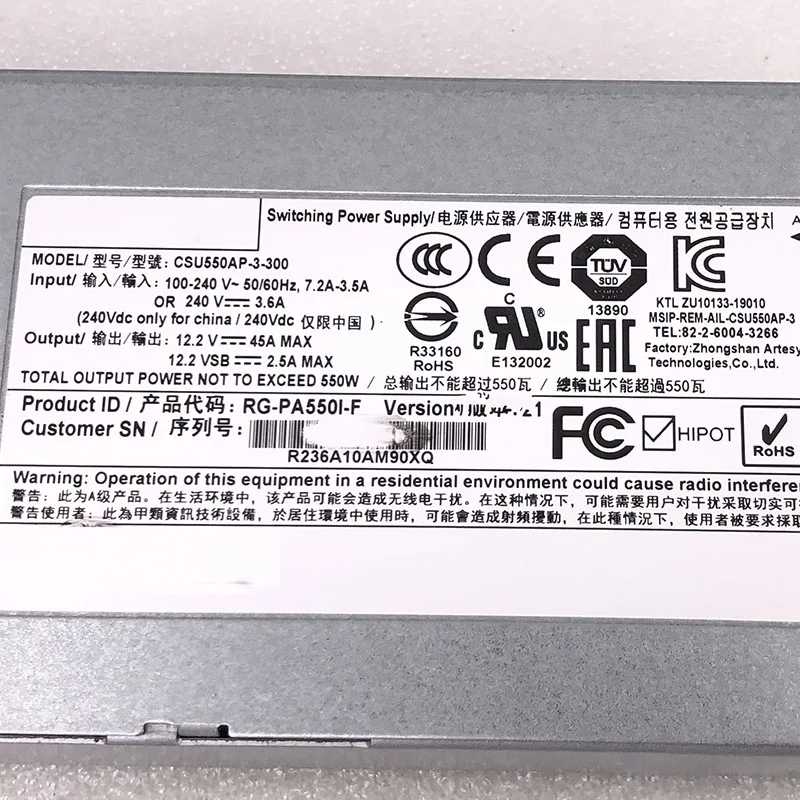 Switching Power Supply/ 电源供应器/ 電源供應器/ 컴퓨터용 전원공급장치
MODEL/ 型号/ 型號: CSU550AP-3-300
Input/ 输入/ 輸入: 100-240 V~ 50/60Hz, 7.2A-3.5A
OR 240 V⎓ 3.6A
(240Vdc only for china / 240Vdc 仅限中国 )
Output/ 输出/ 輸出: 12.2 V⎓ 45A MAX
12.2 VSB⎓ 2.5A MAX
TOTAL OUTPUT POWER NOT TO EXCEED 550W / 总输出不能超过550瓦 / 總輸出不能超過550瓦
CCC
CE
TÜV
SÜD
13890
KC
KTL ZU10133-19010
MSIP-REM-AIL-CSU550AP-3
TEL:82-2-6004-3266
Factory:Zhongshan Artesy
Technologies,Co.,Ltd.
R33160
RoHS
C
c RU ® US
E132002
EAC
Product ID / 产品代码: RG-PA550I-F Version
Customer SN / 序列号:
R236A10AM90XQ
FC
HIPOT
RoHS
Warning: Operation of this equipment in a residential environment could cause radio interferenc
警告: 此为A级产品。在生活环境中，该产品可能会造成无线电干扰。在这种情况下，可能需要用户对干扰采取切实可
警告使用者: 此為甲類資訊技術設備，於居住環境中使用時，可能會造成射頻擾動，在此種情況下，使用者被要求採取